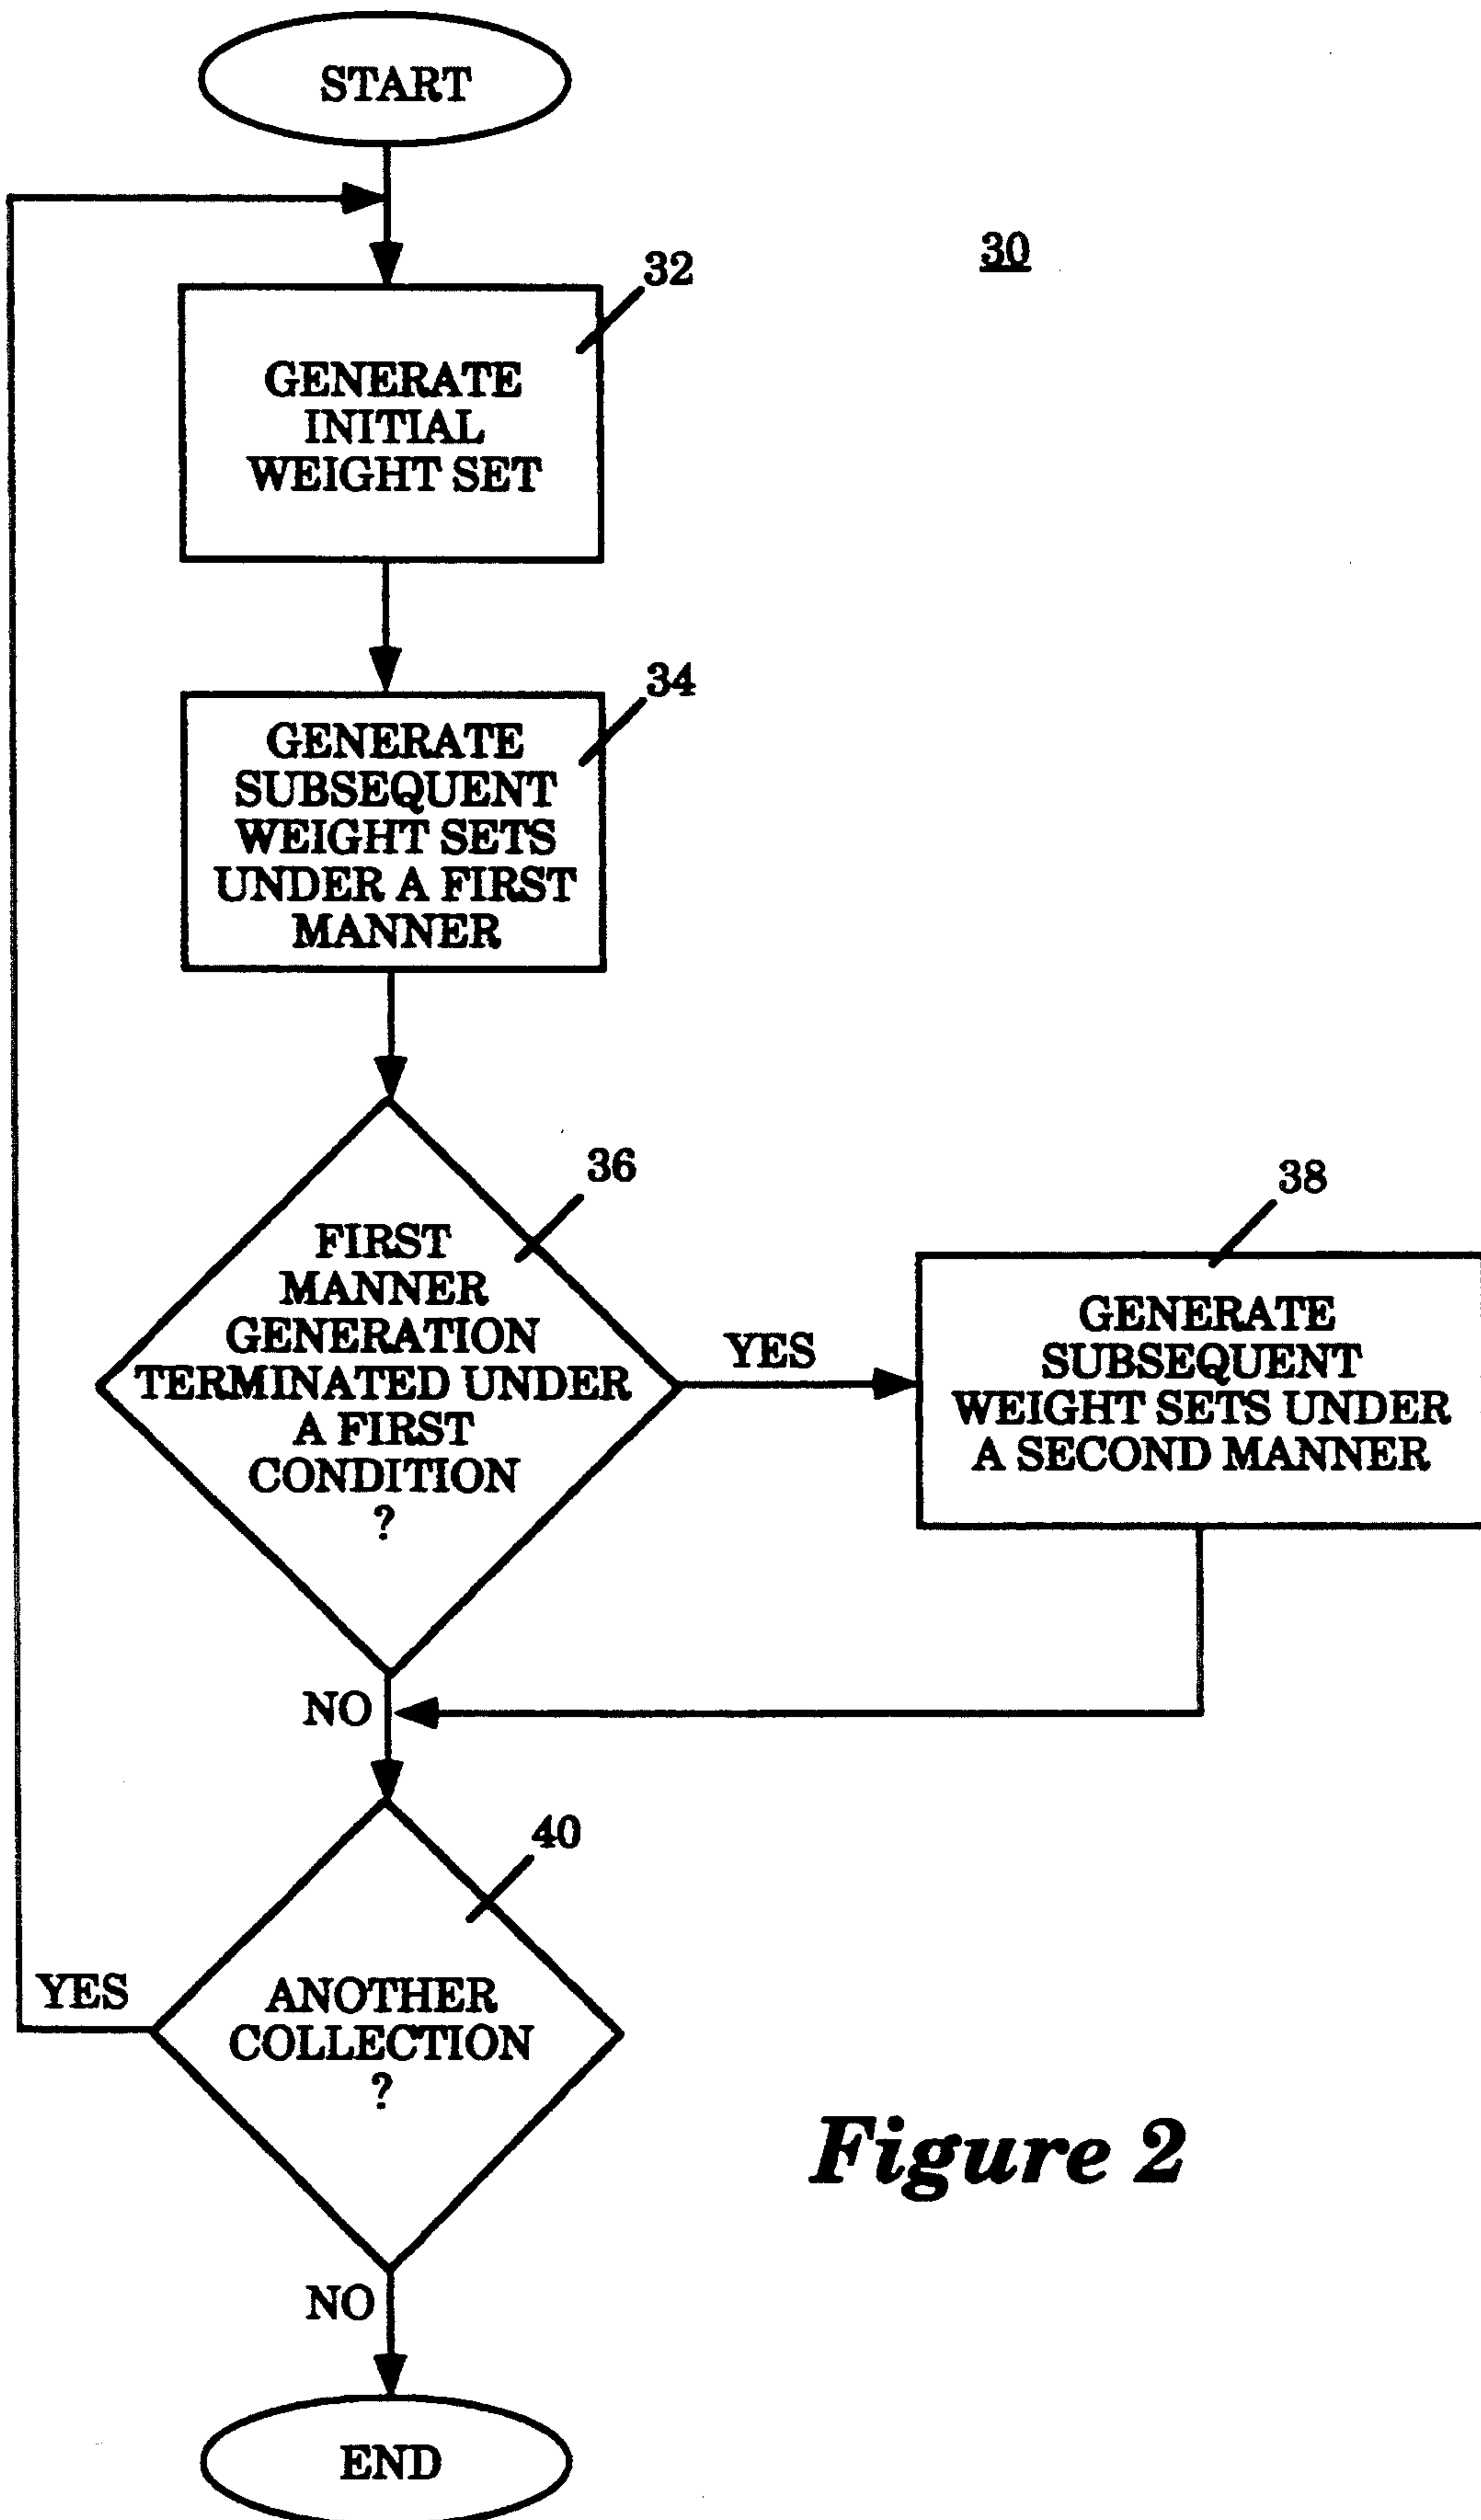 START
30
32
GENERATE
INITIAL
WEIGHT SET
34
GENERATE
SUBSEQUENT
WEIGHT SETS
UNDER A FIRST
MANNER
36
FIRST
MANNER
GENERATION
TERMINATED UNDER
A FIRST
CONDITION
?
YES
38
GENERATE
SUBSEQUENT
WEIGHT SETS UNDER
A SECOND MANNER
NO
40
ANOTHER
COLLECTION
?
YES
NO
END
Figure 2